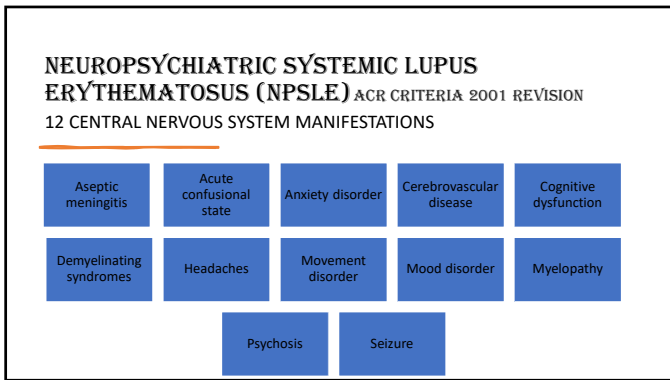 NEUROPSYCHIATRIC SYSTEMIC LUPUS
ERYTHEMATOSUS (NPSLE) ACR CRITERIA 2001 REVISION
12 CENTRAL NERVOUS SYSTEM MANIFESTATIONS
Aseptic
meningitis
Acute
confusional
state
Anxiety disorder
Cerebrovascular
disease
Cognitive
dysfunction
Demyelinating
syndromes
Headaches
Movement
disorder
Mood disorder
Myelopathy
Psychosis
Seizure